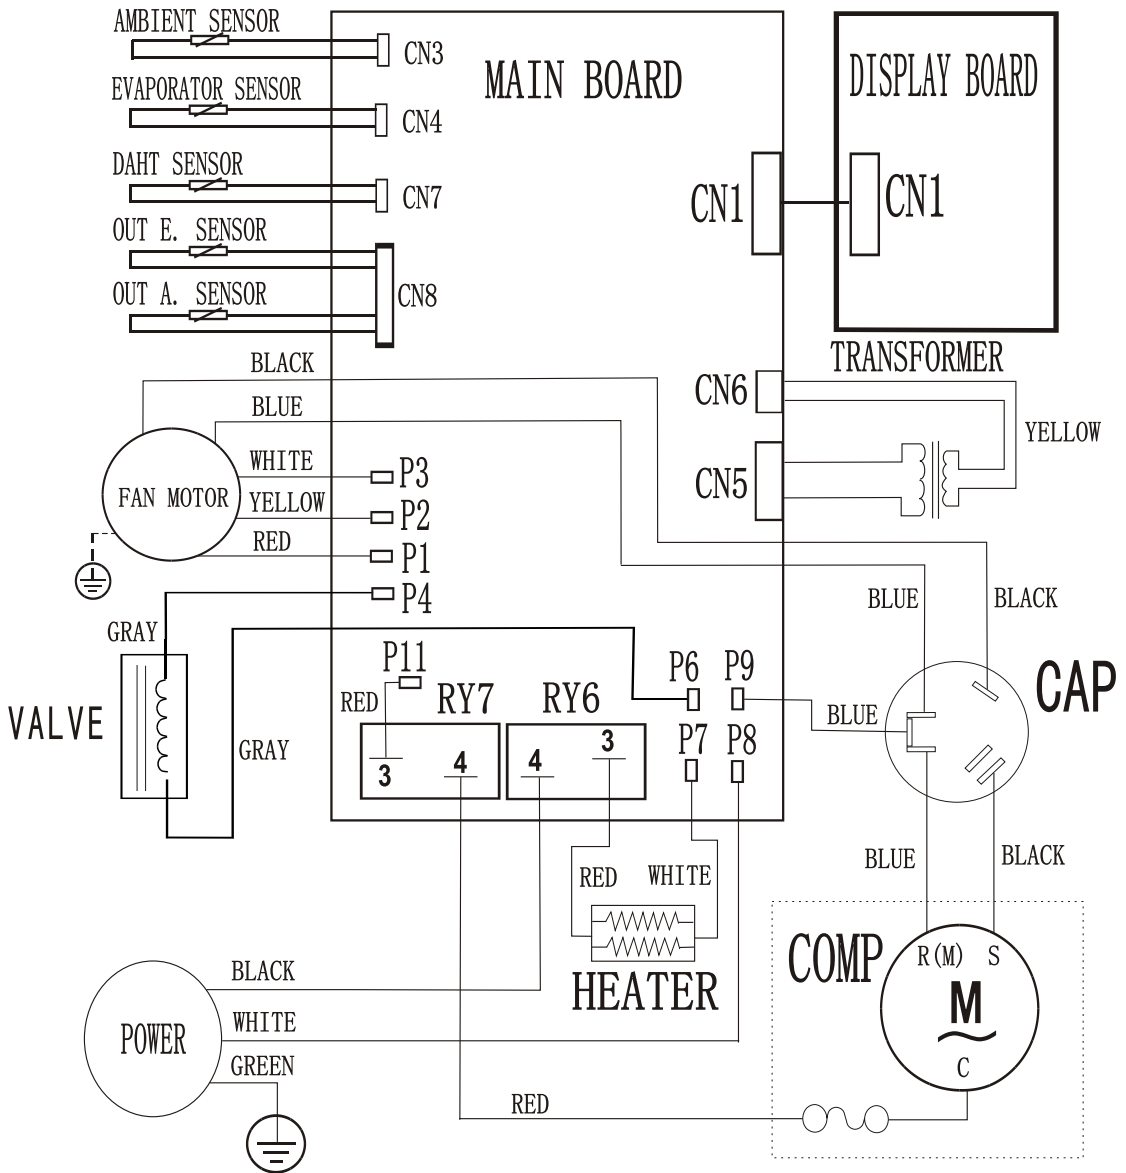 AMBIENT SENSOR
CN3
MAIN BOARD
DISPLAY BOARD
EVAPORATOR SENSOR
CN4
DAHT SENSOR
CN7
CN1
CN1
OUT E. SENSOR
OUT A. SENSOR
CN8
TRANSFORMER
BLACK
CN6
BLUE
YELLOW
WHITE
P3
FAN MOTOR
YELLOW
P2
CN5
RED
P1
P4
BLUE
BLACK
GRAY
P11
P6
P9
CAP
RED
RY7
RY6
BLUE
VALVE
GRAY
P7
P8
3
4
4
3
BLUE
BLACK
RED
WHITE
COMP
R(M)
S
BLACK
HEATER
M
POWER
WHITE
C
GREEN
RED